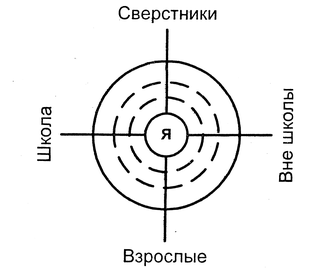 Сверстники
Школа
я
Вне школы
Взрослые